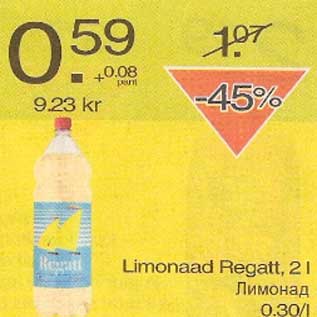 0.59
+0.08
pant
9.23 kr
1.07
-45%
Regatt
Limonaad Regatt, 2 l
Лимонад
0.30/l